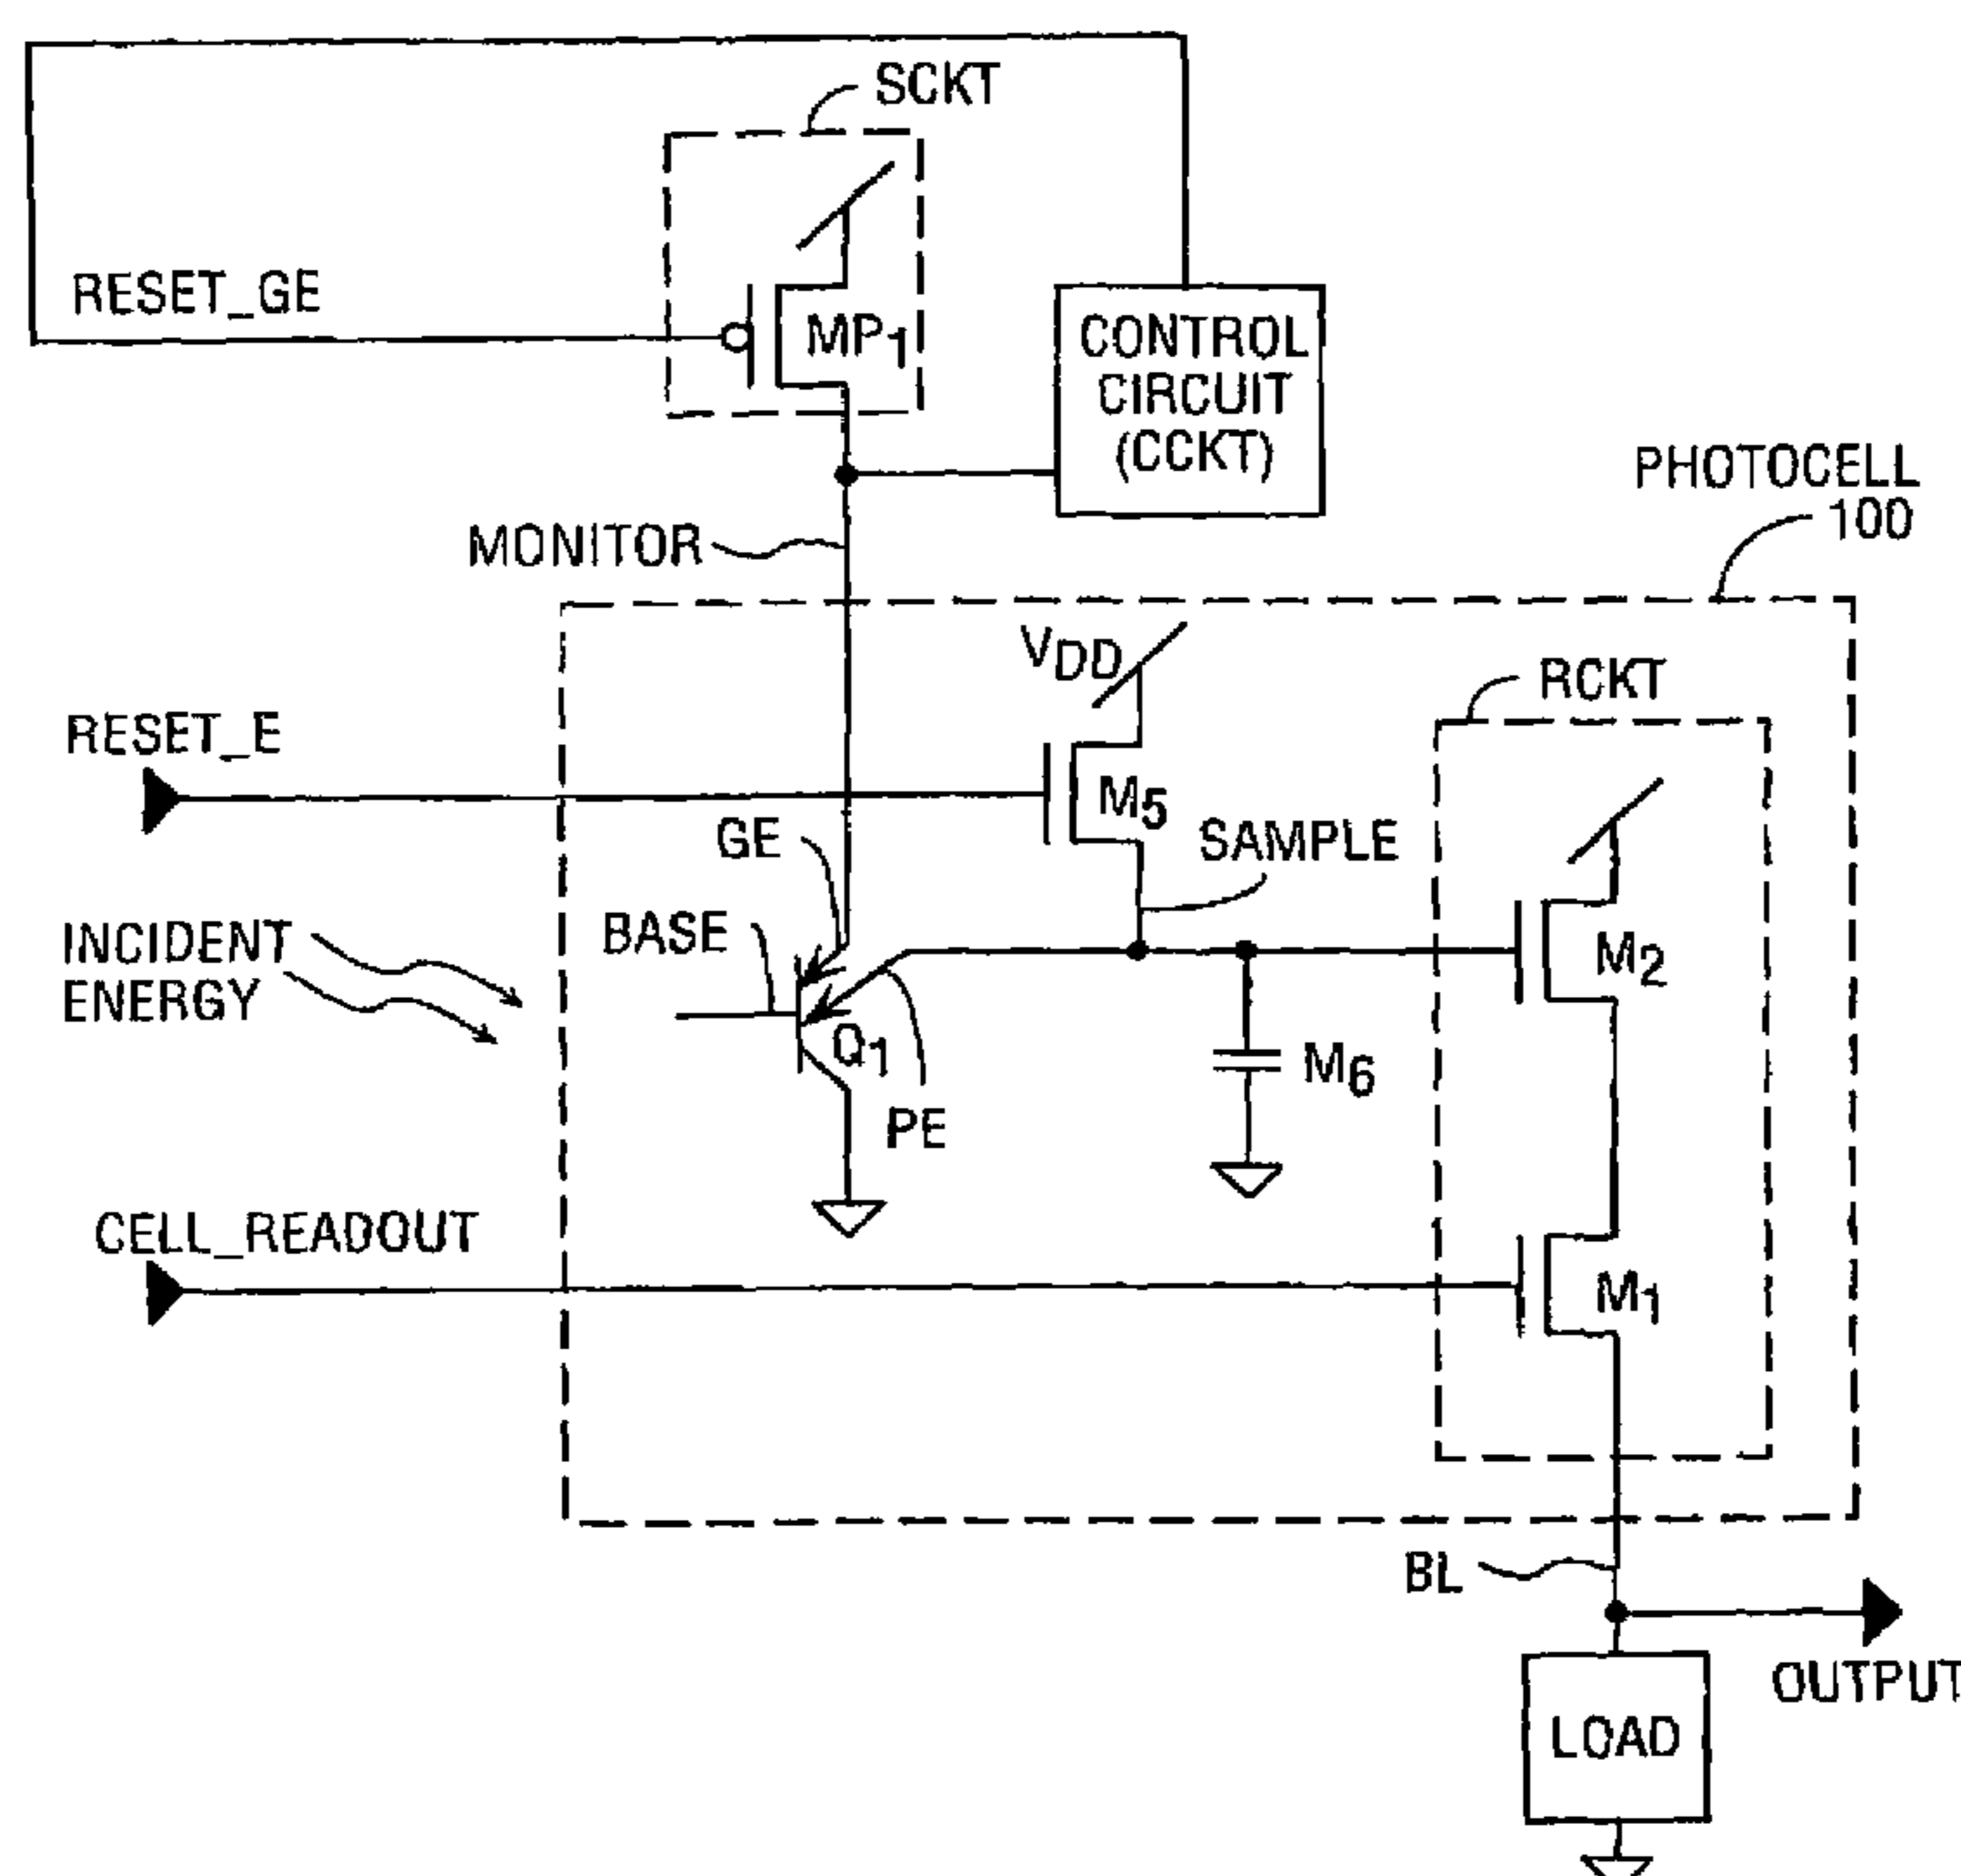 SCKT
RESET_GE
MP1
CONTROL
CIRCUIT
(CCKT)
PHOTOCELL
100
MONITOR
VDD
RCKT
RESET_E
M5
GE
SAMPLE
BASE
INCIDENT
ENERGY
M2
Q1
M6
PE
CELL_READOUT
M1
BL
OUTPUT
LOAD